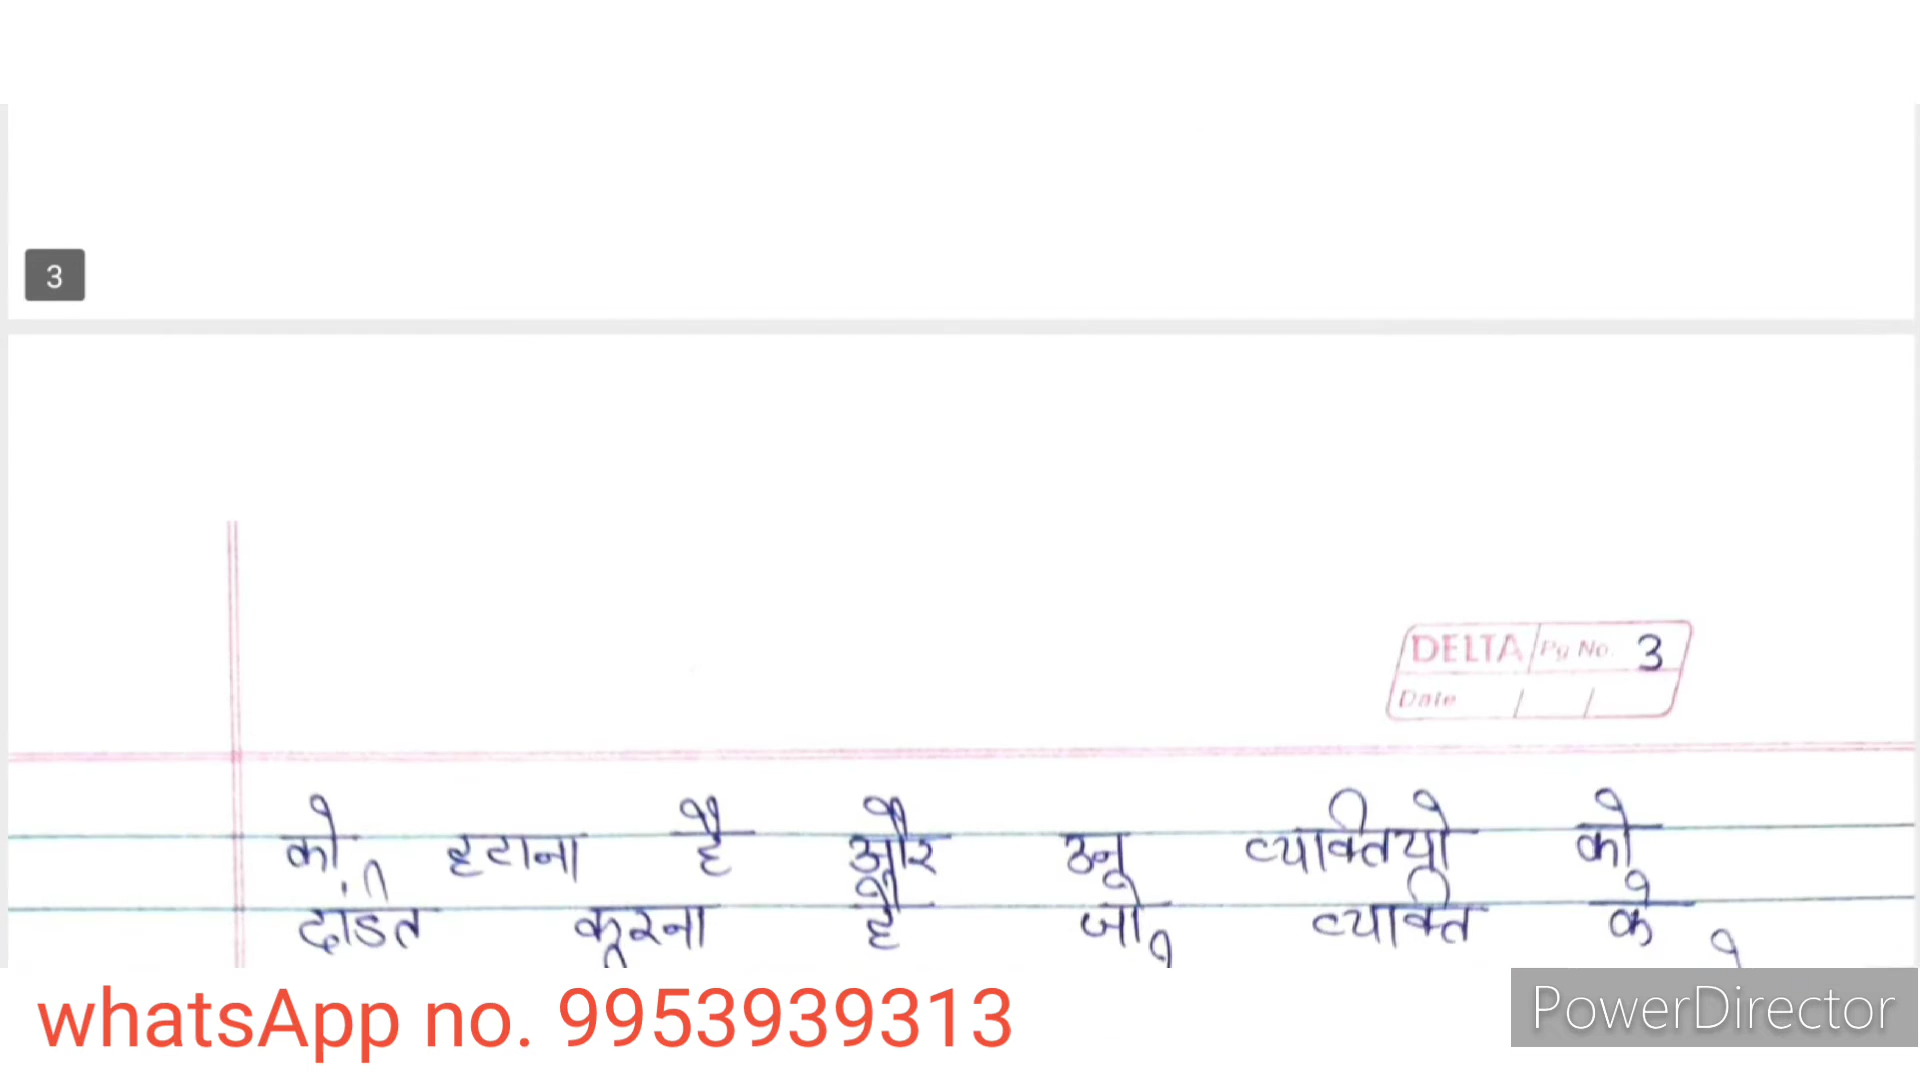 3
DELTA Pg No. 3
Date / /
को हटाना है और उन व्यक्तियो को
दंडित करना है जो व्यक्ति के
whatsApp no. 9953939313
PowerDirector